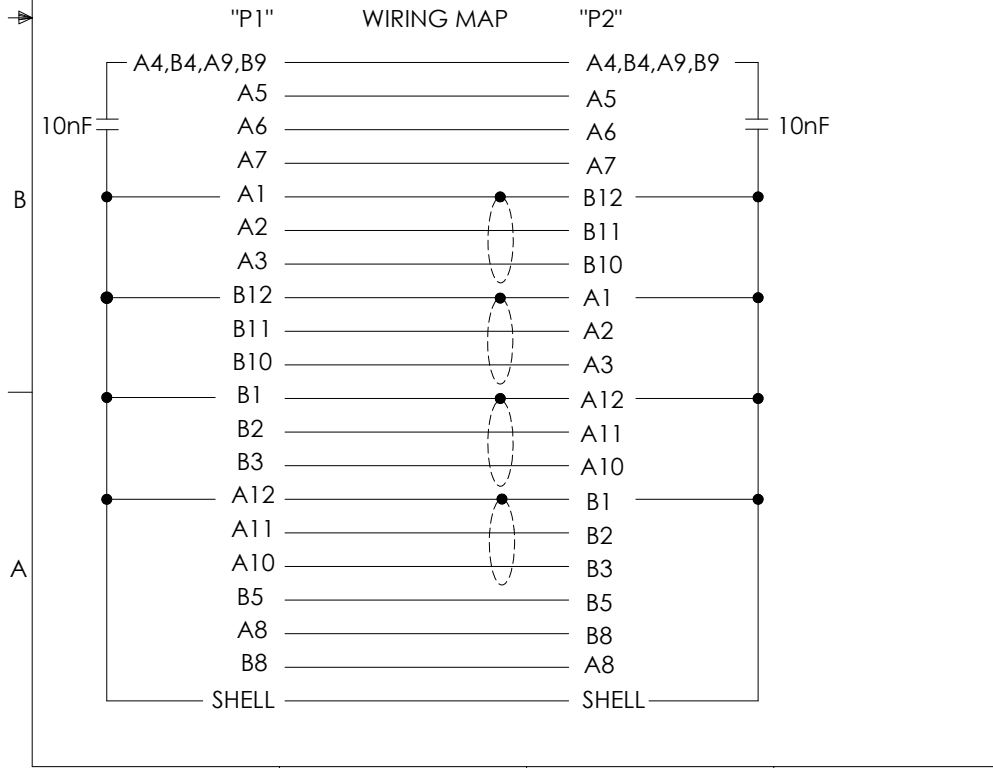 "P1" WIRING MAP "P2"
A4,B4,A9,B9 A4,B4,A9,B9
A5 A5
10nF A6 A6 10nF
A7 A7
B A1 B12
A2 B11
A3 B10
B12 A1
B11 A2
B10 A3
B1 A12
B2 A11
B3 A10
A12 B1
A11 B2
A A10 B3
B5 B5
A8 B8
B8 A8
SHELL SHELL